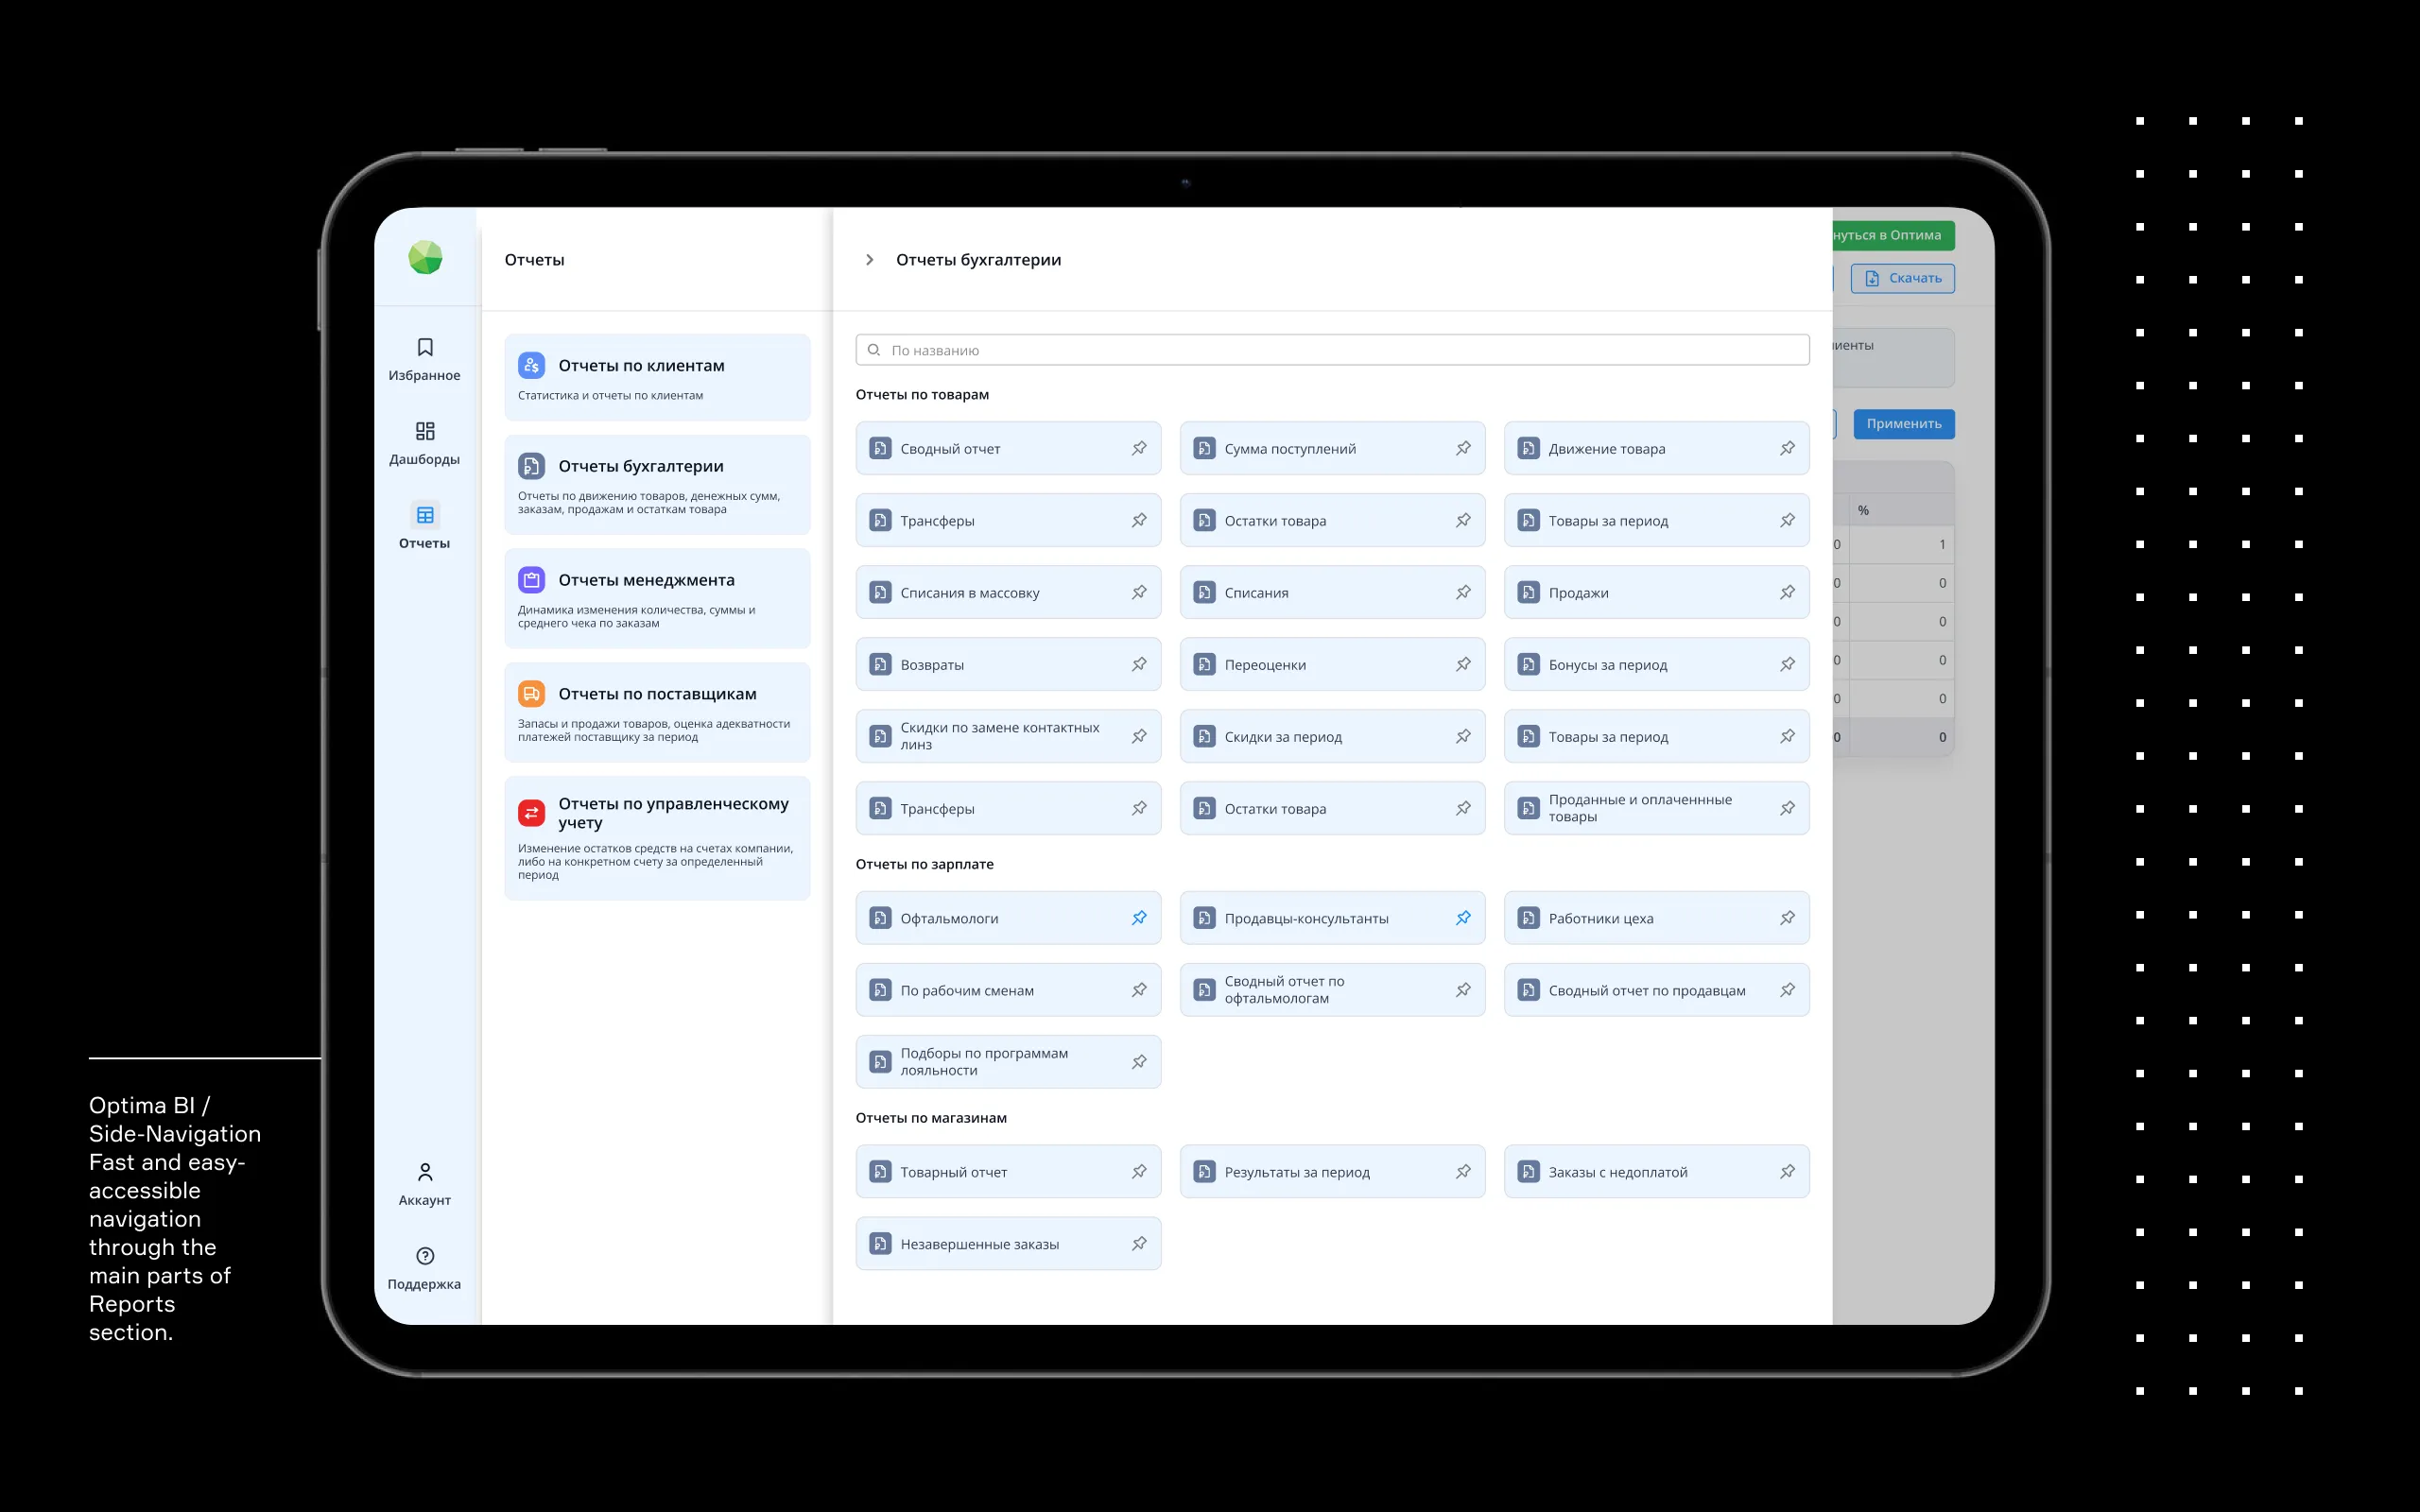 Optima BI /
Side-Navigation
Fast and easy-
accessible
navigation
through the
main parts of
Reports
section.
Избранное
Дашборды
Отчеты
Аккаунт
Поддержка
Отчеты
Отчеты по клиентам
Статистика и отчеты по клиентам
Отчеты бухгалтерии
Отчеты по движению товаров, денежных сумм,
заказам, продажам и остаткам товара
Отчеты менеджмента
Динамика изменения количества, суммы и
среднего чека по заказам
Отчеты по поставщикам
Запасы и продажи товаров, оценка адекватности
платежей поставщику за период
Отчеты по управленческому
учету
Изменение остатков средств на счетах компании,
либо на конкретном счету за определенный
период
Отчеты бухгалтерии
По названию
Отчеты по товарам
Сводный отчет
Сумма поступлений
Движение товара
Трансферы
Остатки товара
Товары за период
Списания в массовку
Списания
Продажи
Возвраты
Переоценки
Бонусы за период
Скидки по замене контактных
линз
Скидки за период
Товары за период
Трансферы
Остатки товара
Проданные и оплаченнные
товары
Отчеты по зарплате
Офтальмологи
Продавцы-консультанты
Работники цеха
По рабочим сменам
Сводный отчет по
офтальмологам
Сводный отчет по продавцам
Подборы по программам
лояльности
Отчеты по магазинам
Товарный отчет
Результаты за период
Заказы с недоплатой
Незавершенные заказы
нуться в Оптима
Скачать
иенты
Применить
%
0 1
0 0
0 0
0 0
0 0
0 0